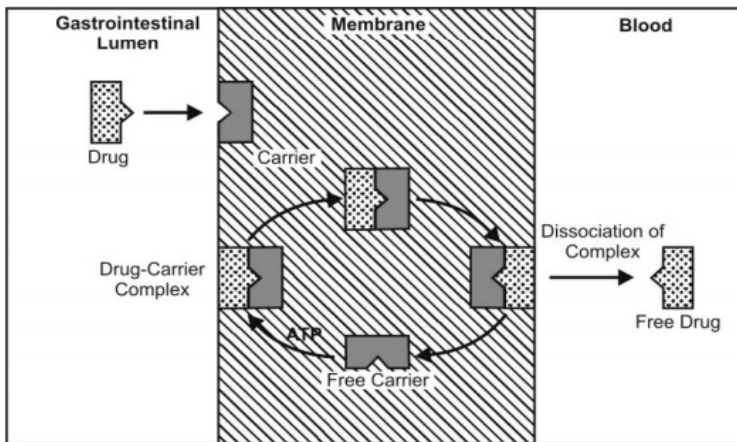 Gastrointestinal
Lumen
Membrane
Blood
Drug
Carrier
Drug-Carrier
Complex
ATP
Free Carrier
Dissociation of
Complex
Free Drug